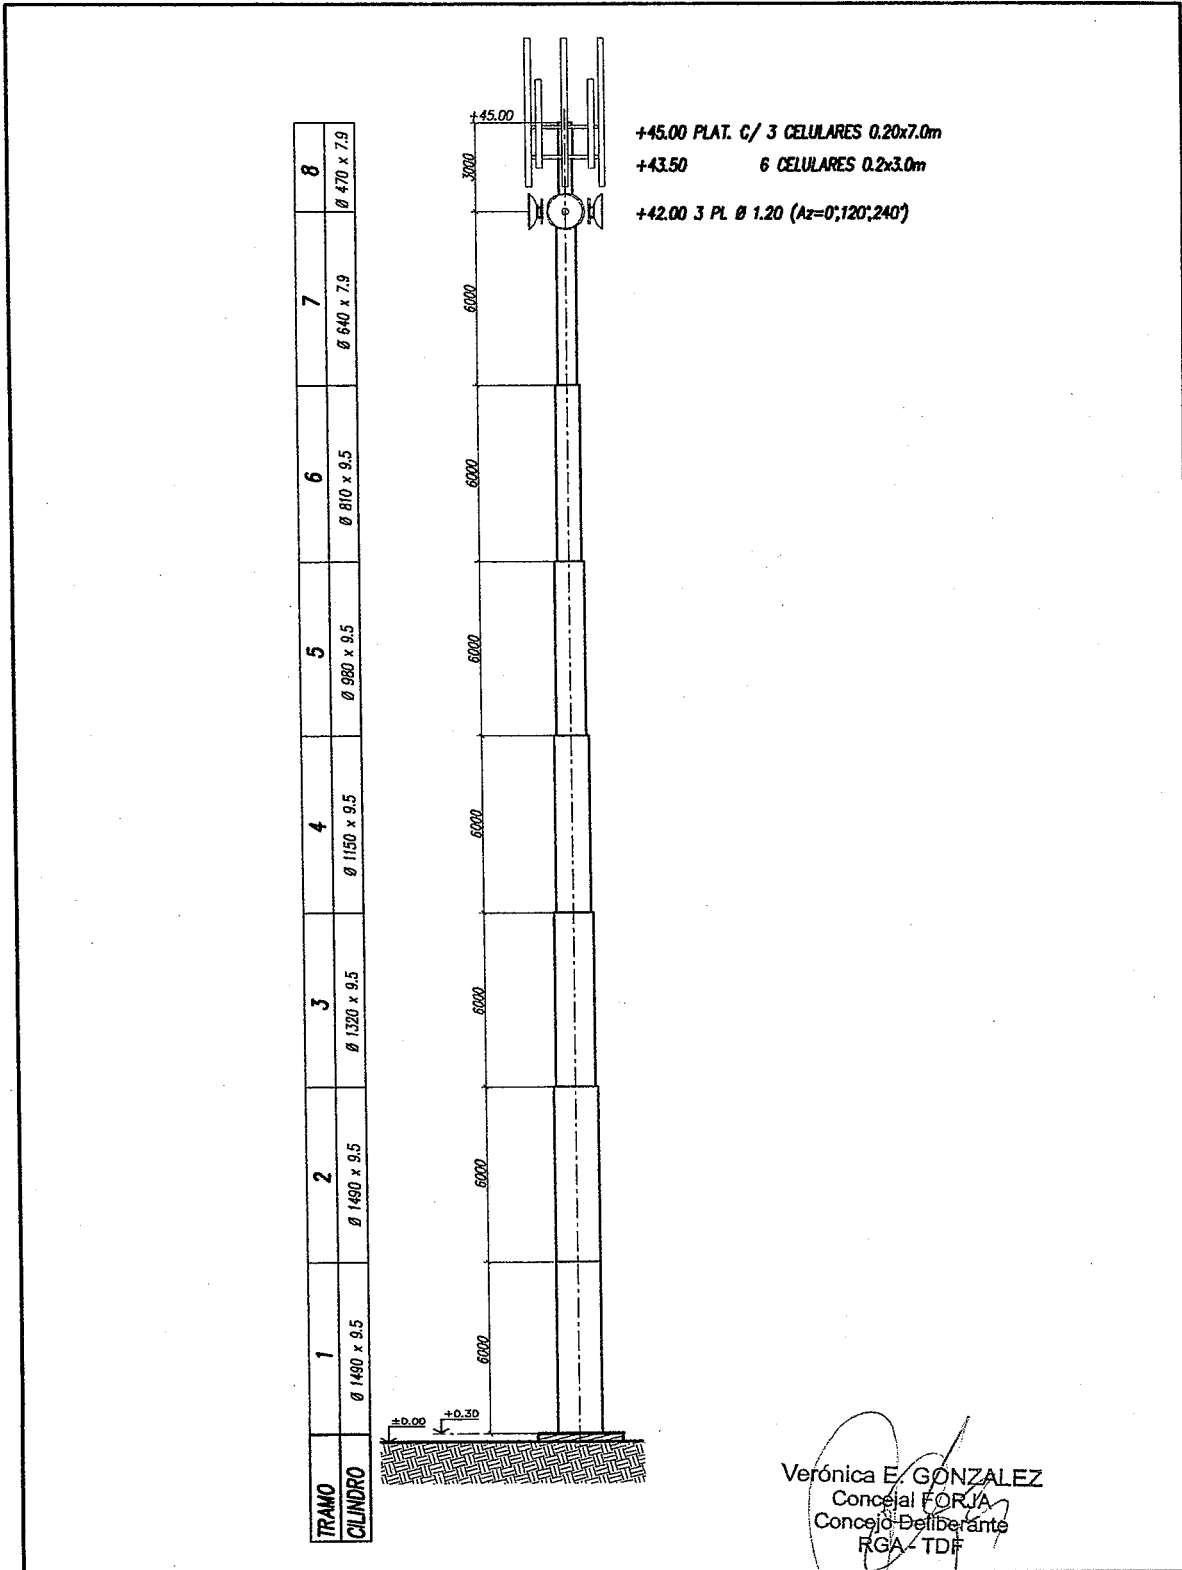 +45.00
+45.00 PLAT. C/ 3 CELULARES 0.20x7.0m
+43.50 6 CELULARES 0.2x3.0m
+42.00 3 PL Ø 1.20 (Az=0°,120°,240°)
8
Ø 470 x 7.9
3000
7
Ø 640 x 7.9
6000
6
Ø 810 x 9.5
6000
5
Ø 980 x 9.5
6000
4
Ø 1150 x 9.5
6000
3
Ø 1320 x 9.5
6000
2
Ø 1490 x 9.5
6000
1
Ø 1490 x 9.5
6000
±0.00
+0.30
TRAMO
CILINDRO
Verónica E. GONZALEZ
Concejal FORJA
Concejo Deliberante
RGA - TDF